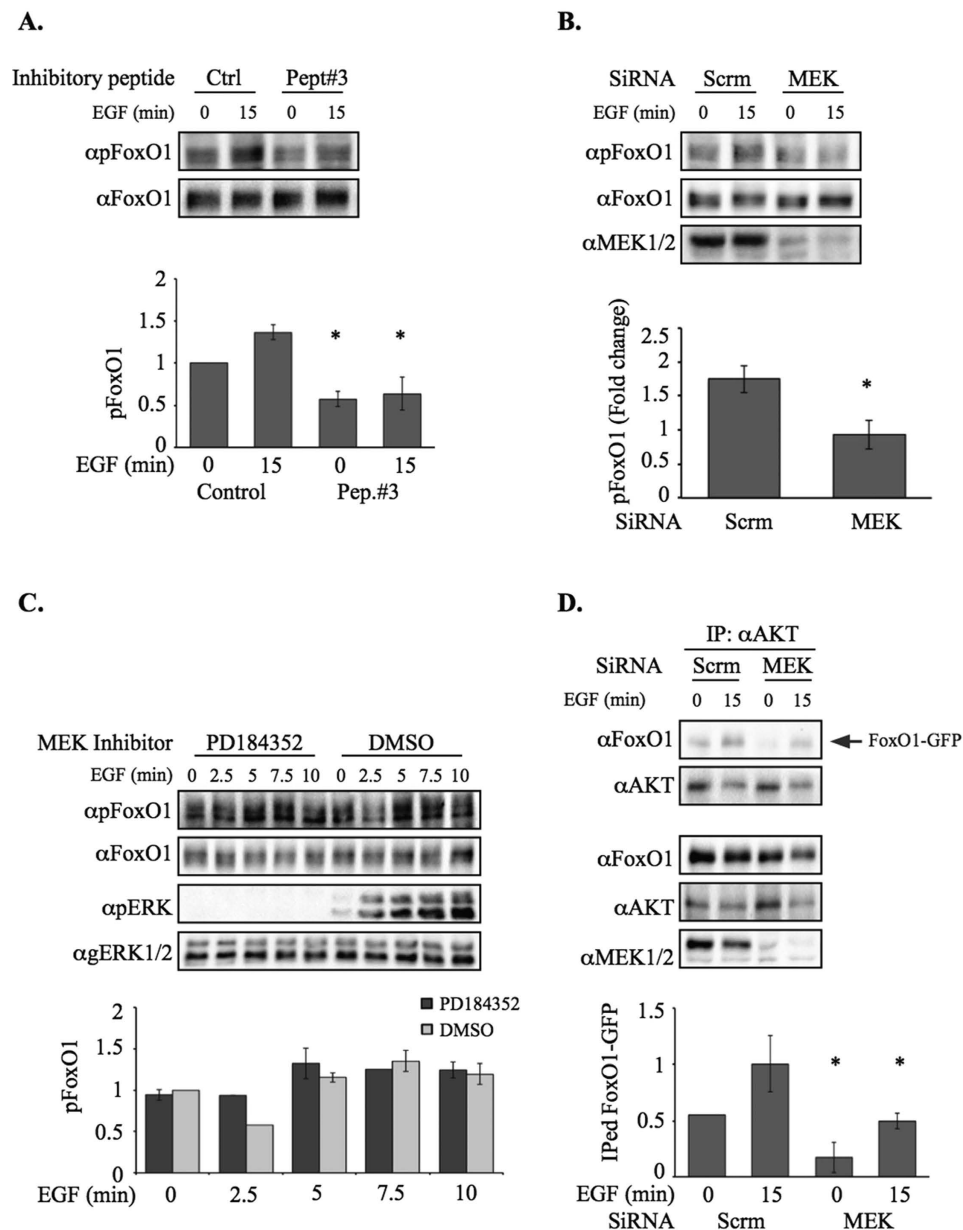 A.
Inhibitory peptide Ctrl Pept#3
EGF (min) 0 15 0 15
αpFoxO1
αFoxO1
2
1.5
1
0.5
0
pFoxO1
EGF (min) 0 15 0 15
Control Pep.#3
* *
B.
SiRNA Scrm MEK
EGF (min) 0 15 0 15
αpFoxO1
αFoxO1
αMEK1/2
2.5
2
1.5
1
0.5
0
pFoxO1 (Fold change)
*
SiRNA Scrm MEK
C.
MEK Inhibitor PD184352 DMSO
EGF (min) 0 2.5 5 7.5 10 0 2.5 5 7.5 10
αpFoxO1
αFoxO1
αpERK
αgERK1/2
PD184352
DMSO
2
1.5
1
0.5
0
pFoxO1
EGF (min) 0 2.5 5 7.5 10
D.
IP: αAKT
SiRNA Scrm MEK
EGF (min) 0 15 0 15
αFoxO1 FoxO1-GFP
αAKT
αFoxO1
αAKT
αMEK1/2
1.5
1
0.5
0
IPed FoxO1-GFP
* *
EGF (min) 0 15 0 15
SiRNA Scrm MEK